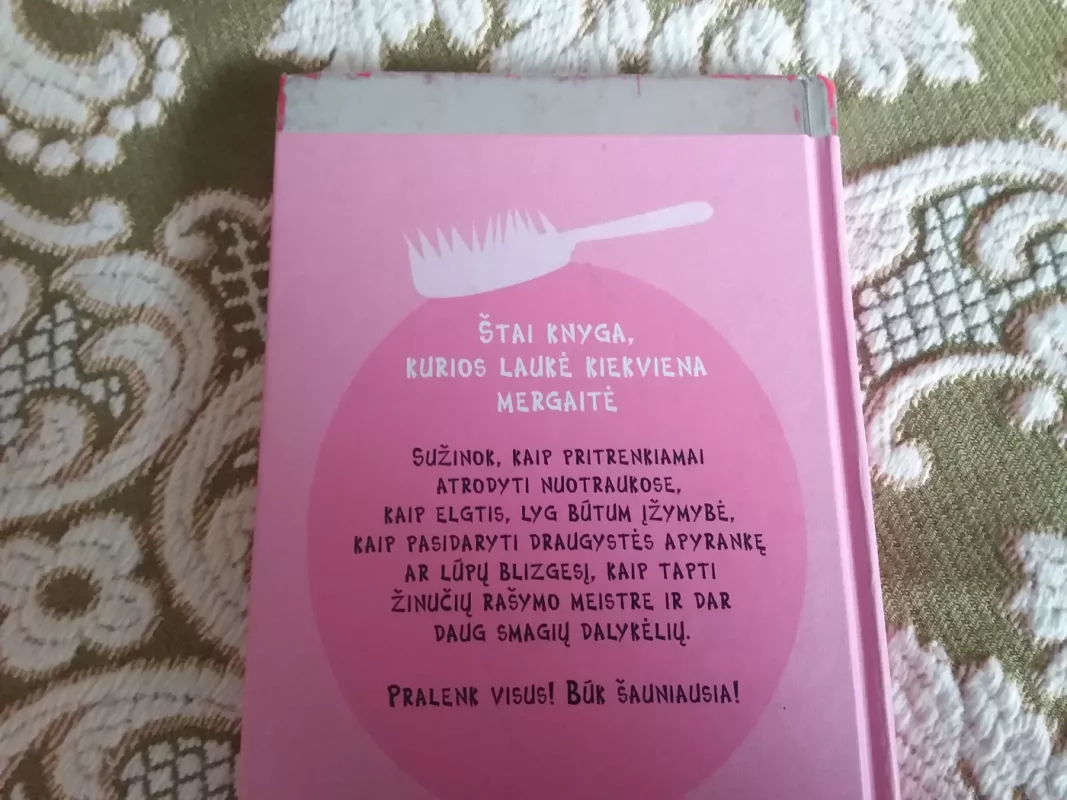 ŠTAI KNYGA,
KURIOS LAUKĖ KIEKVIENA
MERGAITĖ
SUŽINOK, KAIP PRITRENKIAMAI
ATRODYTI NUOTRAUKOSE,
KAIP ELGTIS, LYG BŪTUM ĮŽYMYBĖ,
KAIP PASIDARYTI DRAUGYSTĖS APYRANKĘ
AR LŪPŲ BLIZGESĮ, KAIP TAPTI
ŽINUČIŲ RAŠYMO MEISTRE IR DAR
DAUG SMAGIŲ DALYKĖLIŲ.
PRALENK VISUS! BŪK ŠAUNIAUSIA!